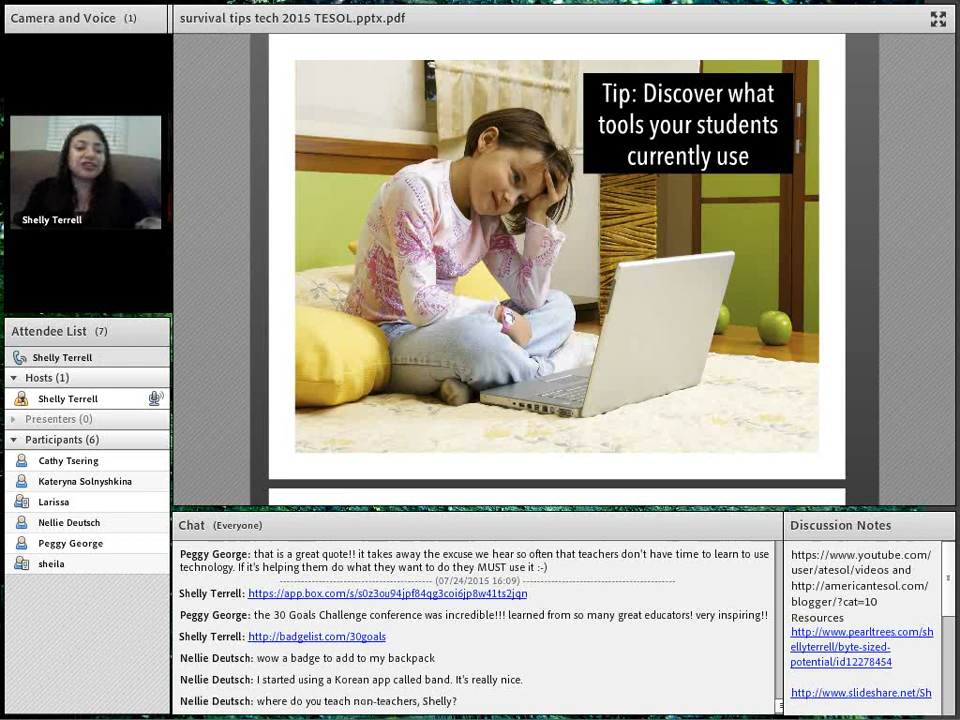 Camera and Voice (1)
survival tips tech 2015 TESOL.pptx.pdf
Shelly Terrell
Tip: Discover what
tools your students
currently use
Attendee List (7)
Shelly Terrell
Hosts (1)
Shelly Terrell
Presenters (0)
Participants (6)
Cathy Tsering
Kateryna Solnyshkina
Larissa
Nellie Deutsch
Peggy George
sheila
Chat (Everyone)
Peggy George: that is a great quote!! it takes away the excuse we hear so often that teachers don't have time to learn to use
technology. If it's helping them do what they want to do they MUST use it :-)
(07/24/2015 16:09)
Shelly Terrell: https://app.box.com/s/s0z3ou94jpf84qg3coi6jp8w41ts2jqn
Peggy George: the 30 Goals Challenge conference was incredible!!! learned from so many great educators! very inspiring!!
Shelly Terrell: http://badgelist.com/30goals
Nellie Deutsch: wow a badge to add to my backpack
Nellie Deutsch: I started using a Korean app called band. It's really nice.
Nellie Deutsch: where do you teach non-teachers, Shelly?
Discussion Notes
https://www.youtube.com/
user/atesol/videos and
http://americantesol.com/
blogger/?cat=10
Resources
http://www.pearltrees.com/sh
ellyterrell/byte-sized-
potential/id12278454
http://www.slideshare.net/Sh